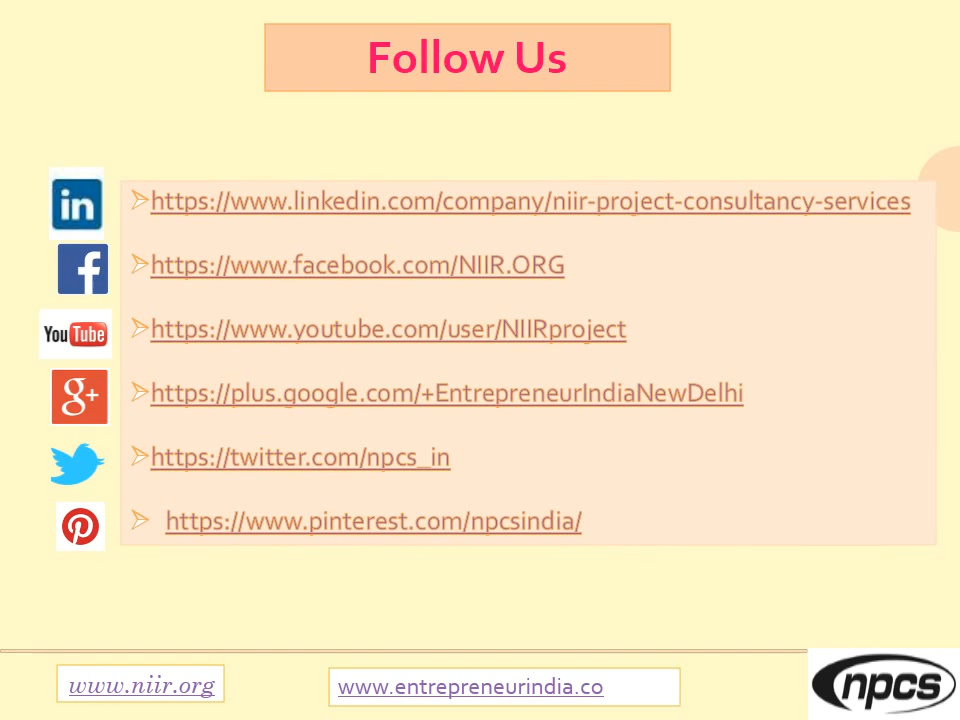 Follow Us
in
https://www.linkedin.com/company/niir-project-consultancy-services
f
https://www.facebook.com/NIIR.ORG
YouTube
https://www.youtube.com/user/NIIRproject
g+
https://plus.google.com/+EntrepreneurIndiaNewDelhi
https://twitter.com/npcs_in
https://www.pinterest.com/npcsindia/
www.niir.org
www.entrepreneurindia.co
npcs